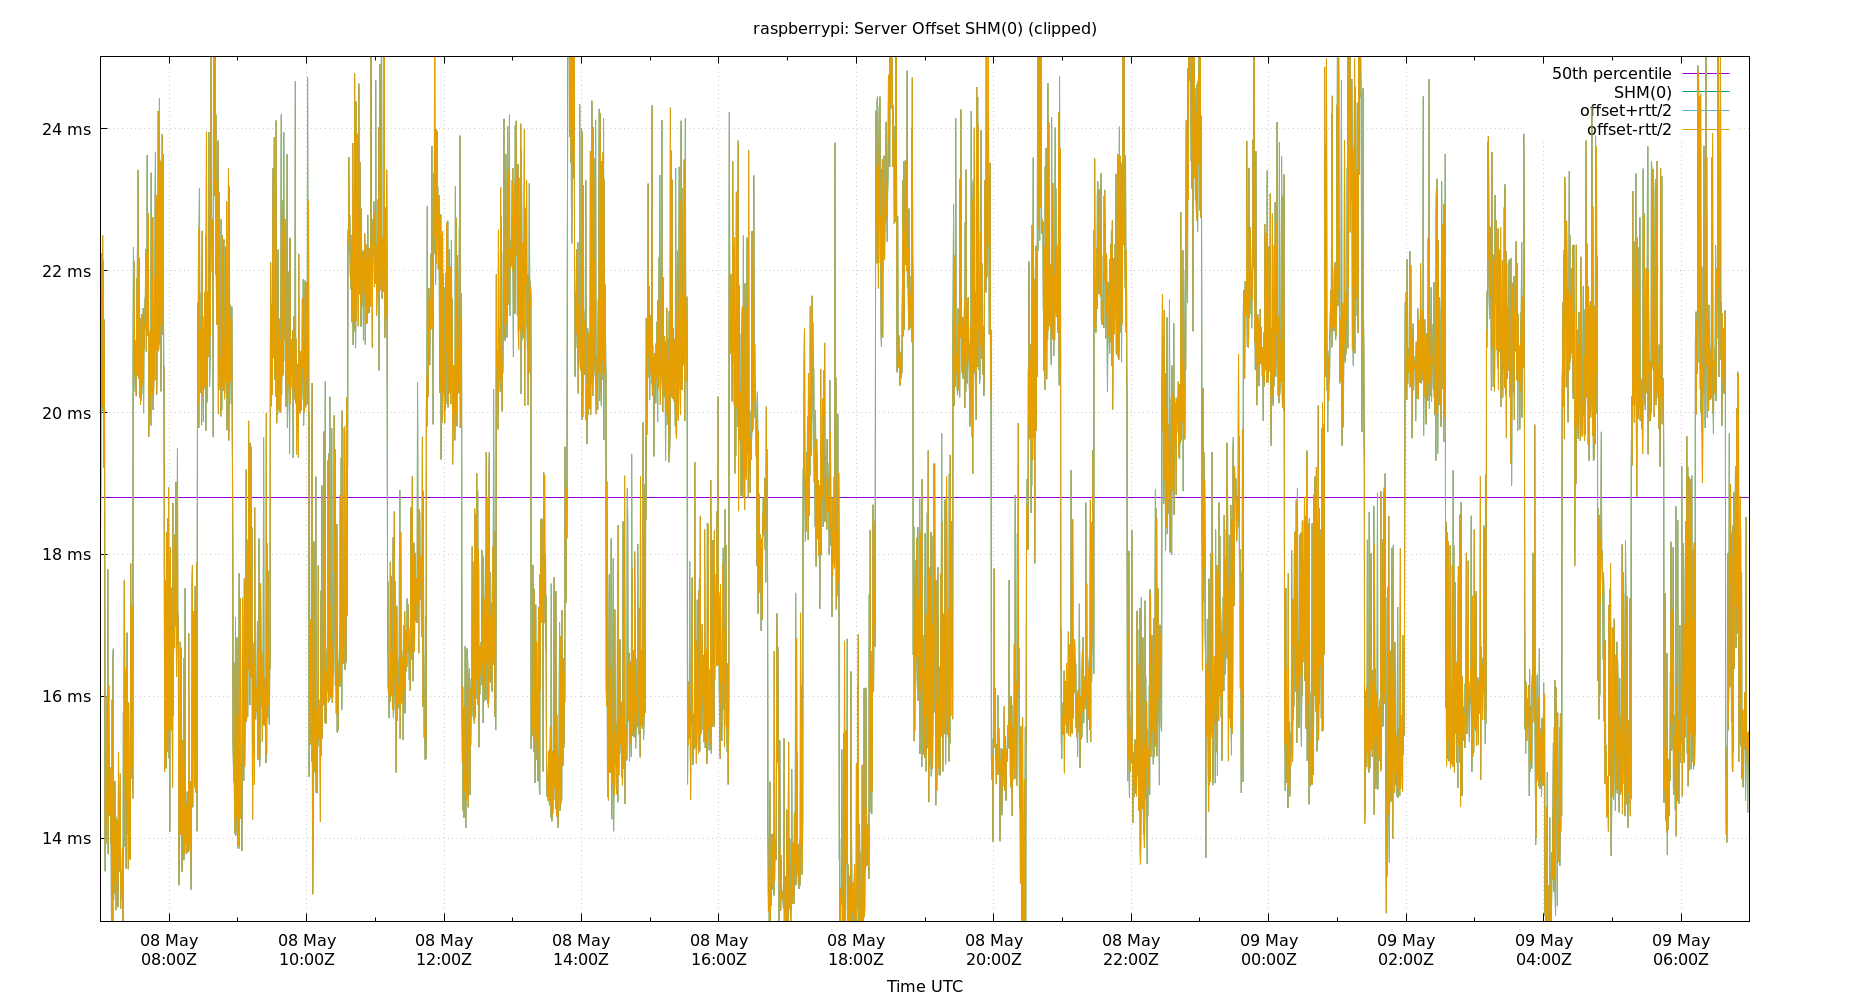 raspberrypi: Server Offset SHM(0) (clipped)
50th percentile
SHM(0)
offset+rtt/2
offset-rtt/2
24 ms
22 ms
20 ms
18 ms
16 ms
14 ms
08 May 08 May 08 May 08 May 08 May 08 May 08 May 08 May 09 May 09 May 09 May 09 May
08:00Z 10:00Z 12:00Z 14:00Z 16:00Z 18:00Z 20:00Z 22:00Z 00:00Z 02:00Z 04:00Z 06:00Z
Time UTC